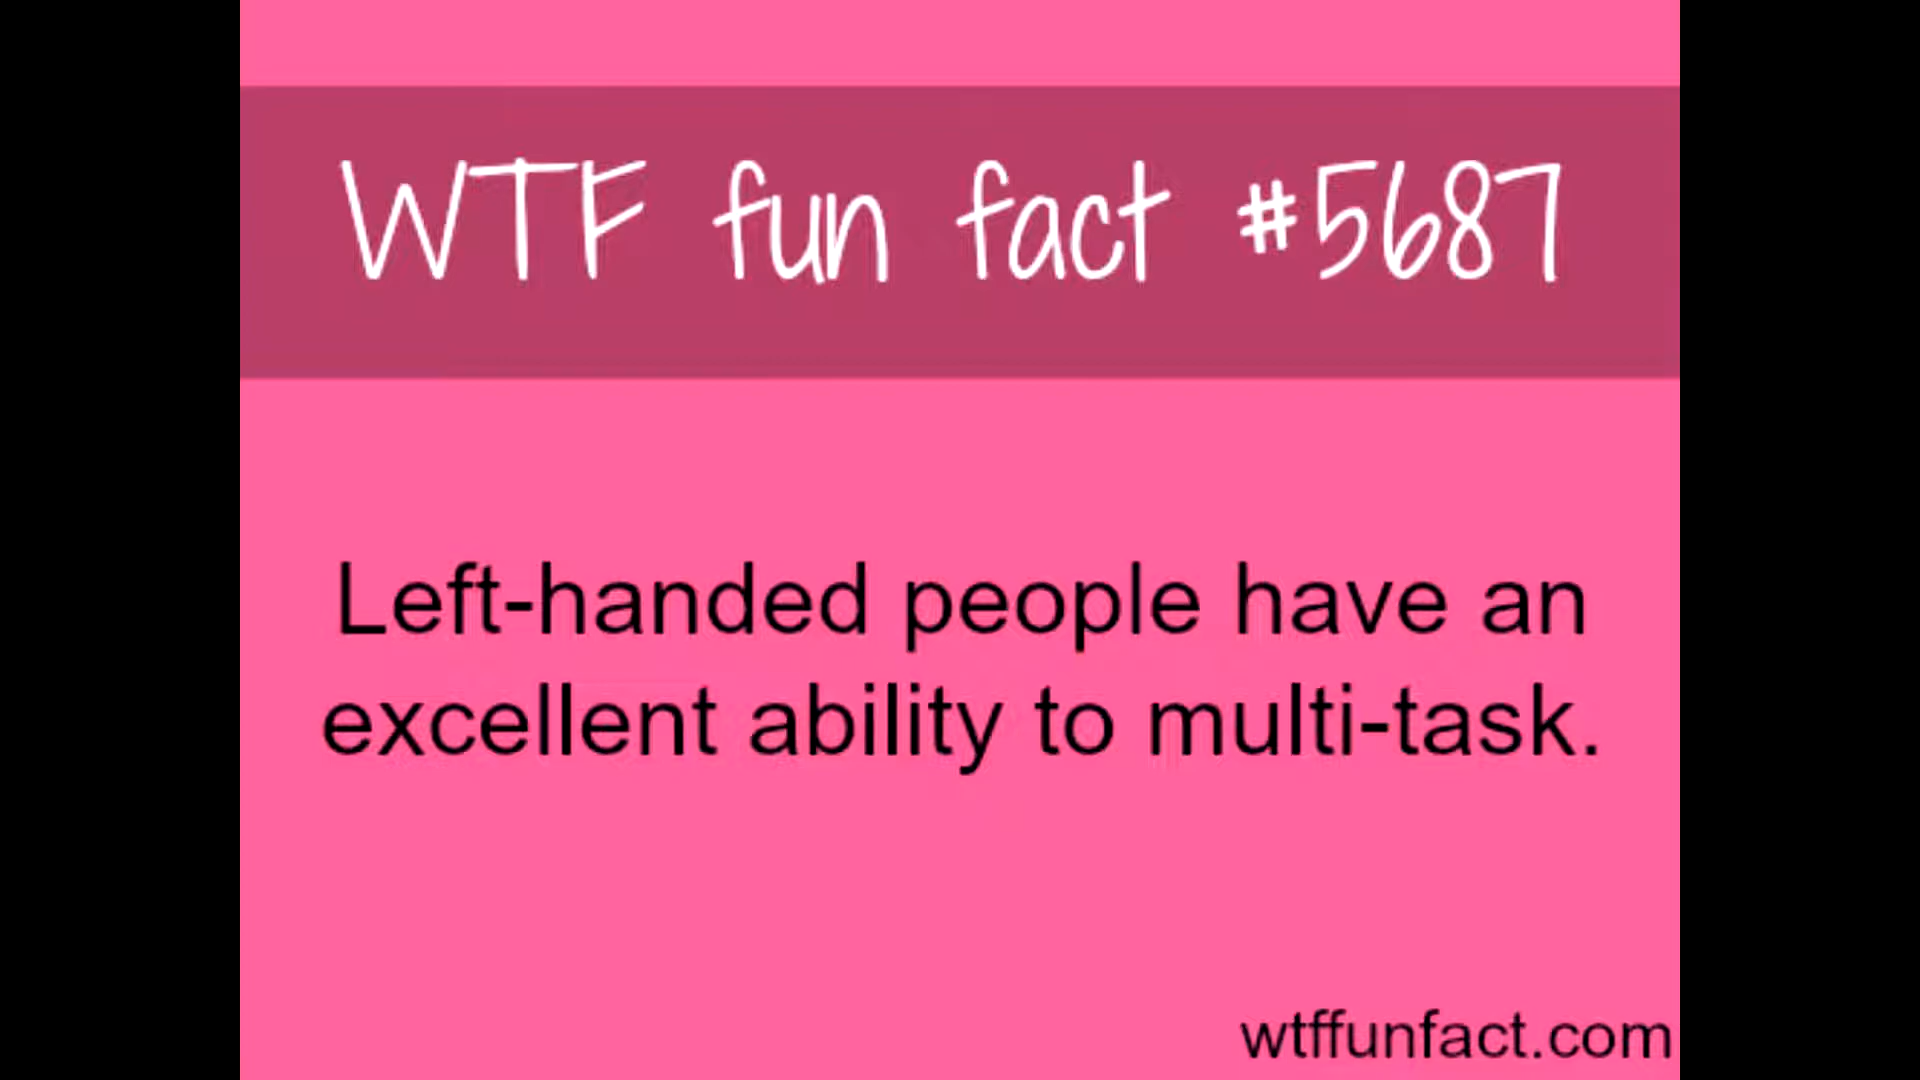 WTF fun fact #5687
Left-handed people have an
excellent ability to multi-task.
wtffunfact.com